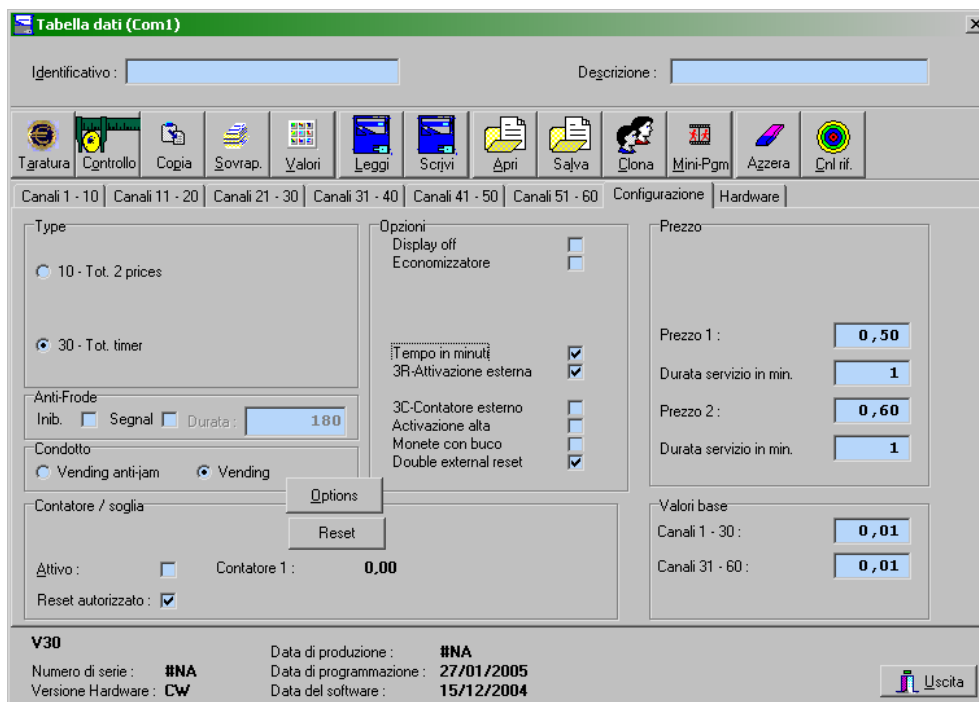 Tabella dati (Com1)
Identificativo :
Descrizione :
Taratura
Controllo
Copia
Sovrap.
Valori
Leggi
Scrivi
Apri
Salva
Clona
Mini-Pgm
Azzera
Cnl rif.
Canali 1 - 10
Canali 11 - 20
Canali 21 - 30
Canali 31 - 40
Canali 41 - 50
Canali 51 - 60
Configurazione
Hardware
Type
10 - Tot. 2 prices
30 - Tot. timer
Anti-Frode
Inib.
Segnal
Durata :
180
Condotto
Vending anti-jam
Vending
Opzioni
Display off
Economizzatore
Tempo in minuti
3R-Attivazione esterna
3C-Contatore esterno
Activazione alta
Monete con buco
Double external reset
Prezzo
Prezzo 1 :
0,50
Durata servizio in min.
1
Prezzo 2 :
0,60
Durata servizio in min.
1
Options
Reset
Contatore / soglia
Attivo :
Contatore 1 :
0,00
Reset autorizzato :
Valori base
Canali 1 - 30 :
0,01
Canali 31 - 60 :
0,01
V30
Numero di serie :
#NA
Versione Hardware :
CW
Data di produzione :
#NA
Data di programmazione :
27/01/2005
Data del software :
15/12/2004
Uscita